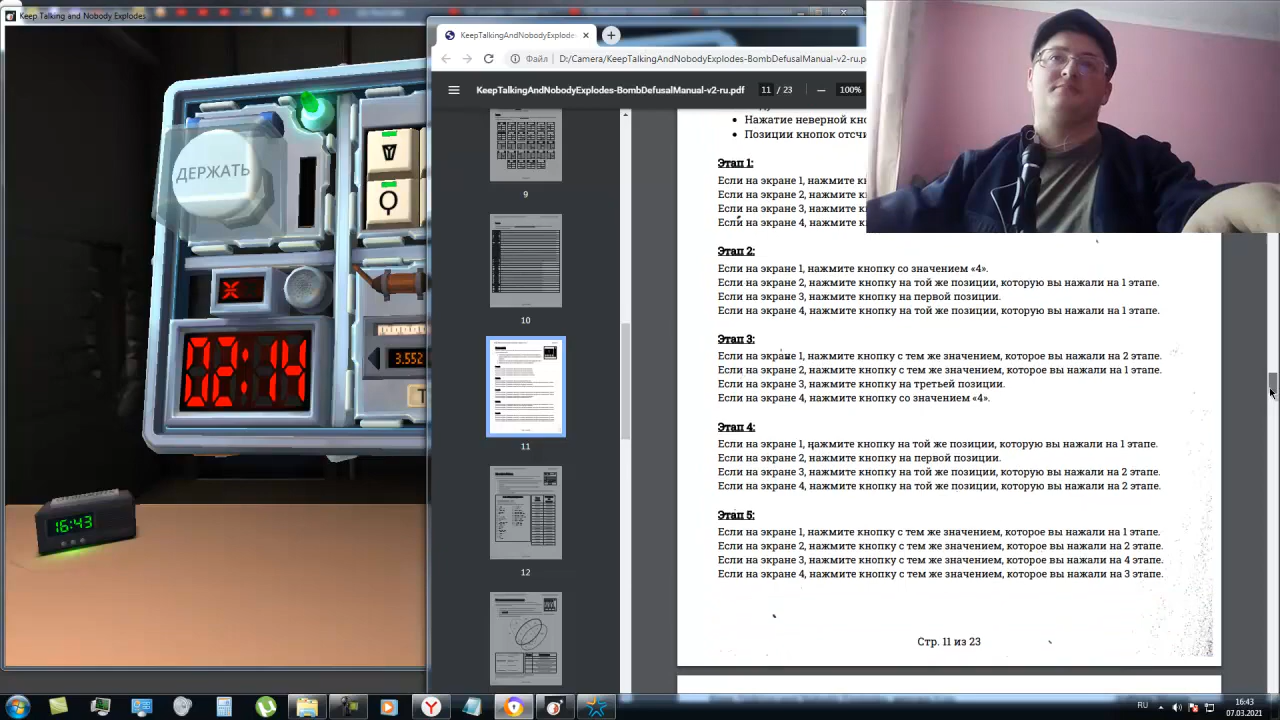 Keep Talking and Nobody Explodes
KeepTalkingAndNobodyExplode
Файл
D:/Camera/KeepTalkingAndNobodyExplodes-BombDefusalManual-v2-ru.p
KeepTalkingAndNobodyExplodes-BombDefusalManual-v2-ru.pdf
11 / 23
100%
ДЕРЖАТЬ
02:14
3.552
16:43
9
10
11
12
Нажатие неверной
Позиции кнопок отсчи
Этап 1:
Если на экране 1, нажмите
Если на экране 2, нажмите
Если на экране 3, нажмите
Если на экране 4, нажмите
Этап 2:
Если на экране 1, нажмите кнопку со значением «4».
Если на экране 2, нажмите кнопку на той же позиции, которую вы нажали на 1 этапе.
Если на экране 3, нажмите кнопку на первой позиции.
Если на экране 4, нажмите кнопку на той же позиции, которую вы нажали на 1 этапе.
Этап 3:
Если на экране 1, нажмите кнопку с тем же значением, которое вы нажали на 2 этапе.
Если на экране 2, нажмите кнопку с тем же значением, которое вы нажали на 1 этапе.
Если на экране 3, нажмите кнопку на третьей позиции.
Если на экране 4, нажмите кнопку со значением «4».
Этап 4:
Если на экране 1, нажмите кнопку на той же позиции, которую вы нажали на 1 этапе.
Если на экране 2, нажмите кнопку на первой позиции.
Если на экране 3, нажмите кнопку на той же позиции, которую вы нажали на 2 этапе.
Если на экране 4, нажмите кнопку на той же позиции, которую вы нажали на 2 этапе.
Этап 5:
Если на экране 1, нажмите кнопку с тем же значением, которое вы нажали на 1 этапе.
Если на экране 2, нажмите кнопку с тем же значением, которое вы нажали на 2 этапе.
Если на экране 3, нажмите кнопку с тем же значением, которое вы нажали на 4 этапе.
Если на экране 4, нажмите кнопку с тем же значением, которое вы нажали на 3 этапе.
Стр. 11 из 23
RU
16:43
07.03.2021